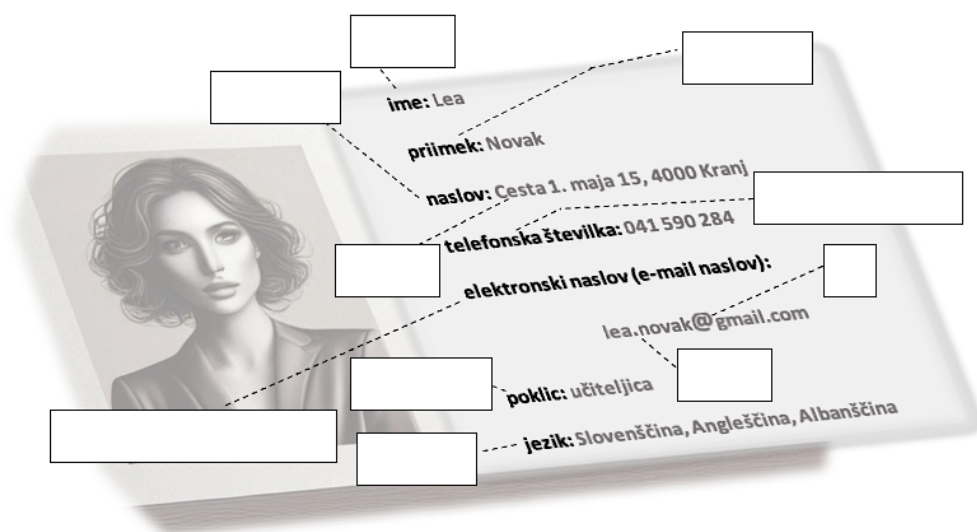 ime: Lea
priimek: Novak
naslov: Cesta 1. maja 15, 4000 Kranj
telefonska številka: 041 590 284
elektronski naslov (e-mail naslov):
lea.novak@gmail.com
poklic: učiteljica
jezik: Slovenščina, Angleščina, Albanščina